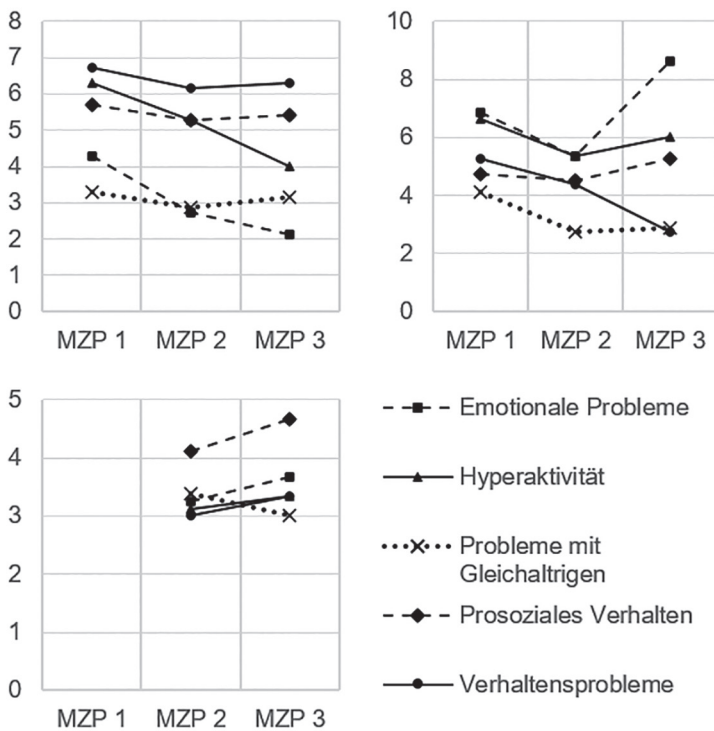 8
7
6
5
4
3
2
1
0
MZP 1 MZP 2 MZP 3
10
8
6
4
2
0
MZP 1 MZP 2 MZP 3
5
4
3
2
1
0
MZP 1 MZP 2 MZP 3
Emotionale Probleme
Hyperaktivität
Probleme mit
Gleichaltrigen
Prosoziales Verhalten
Verhaltensprobleme